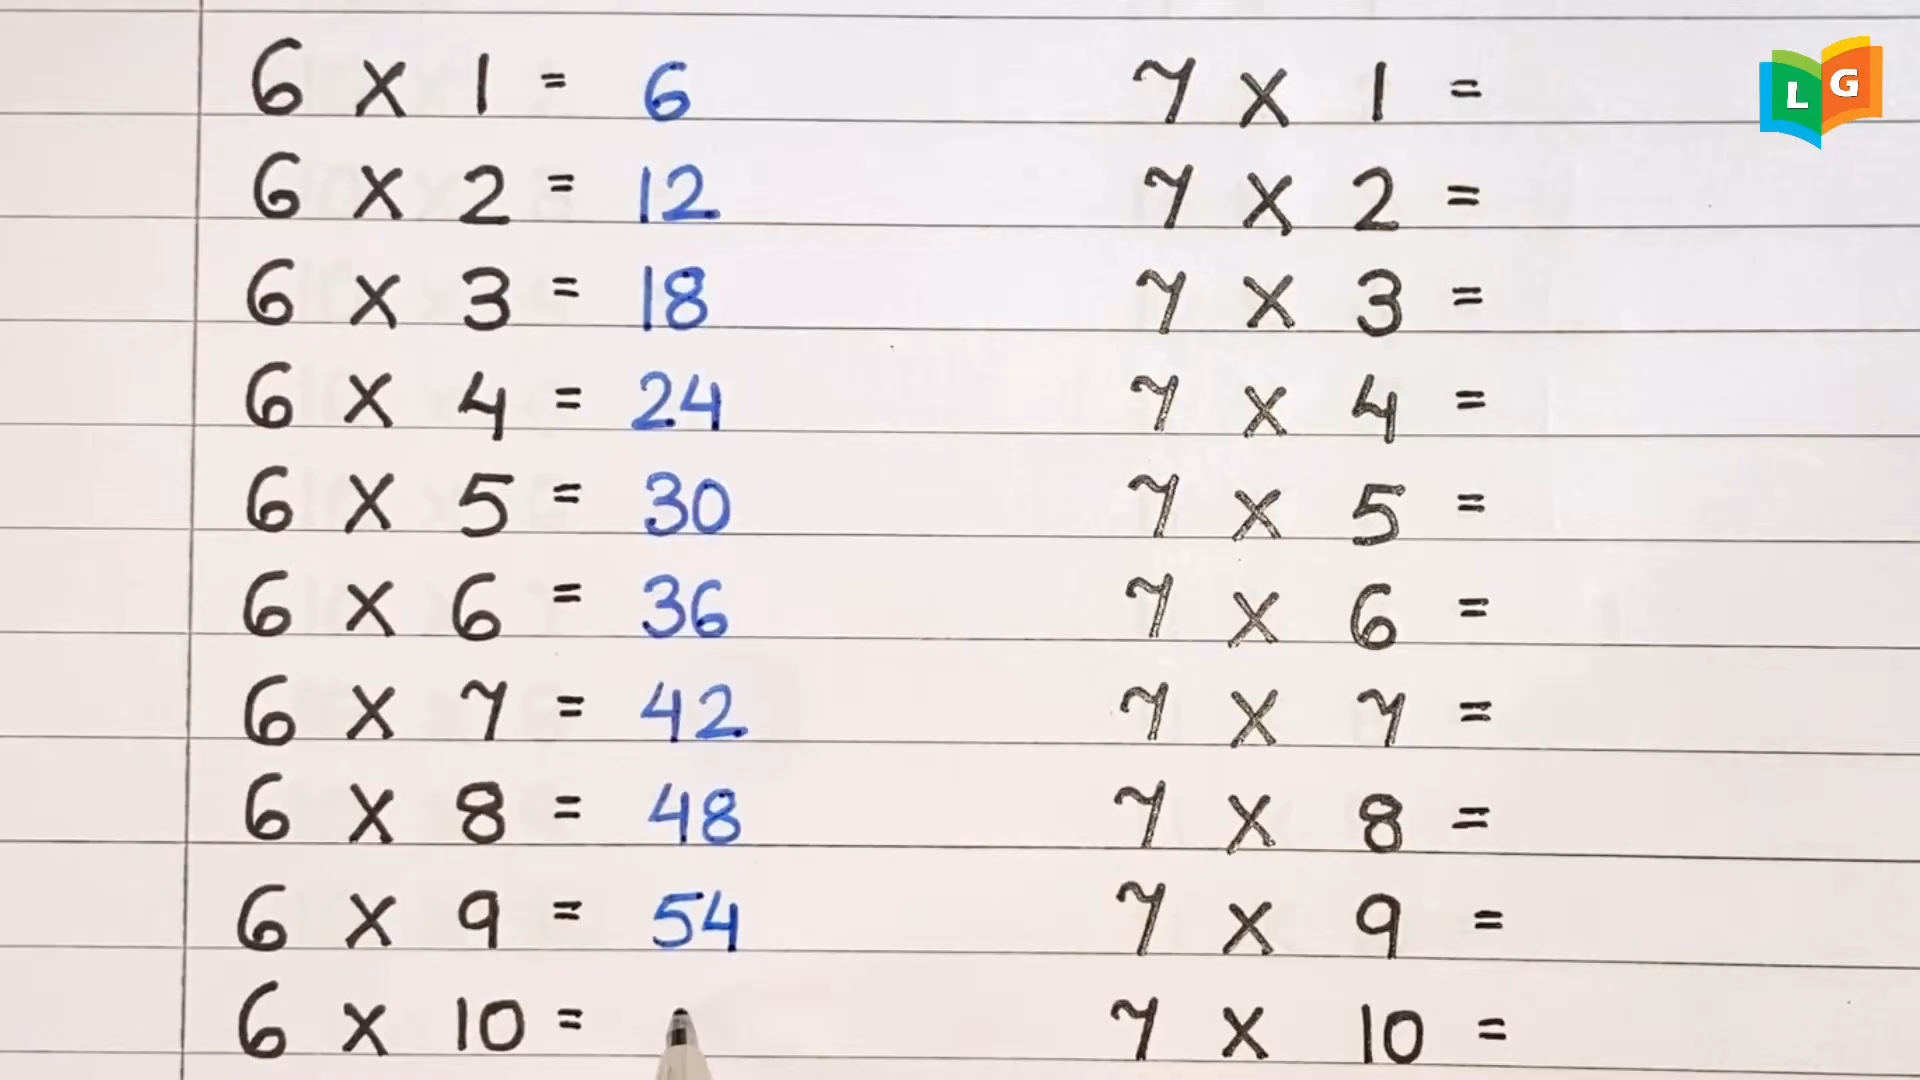 6 x 1 = 6
6 x 2 = 12
6 x 3 = 18
6 x 4 = 24
6 x 5 = 30
6 x 6 = 36
6 x 7 = 42
6 x 8 = 48
6 x 9 = 54
6 x 10 =
7 x 1 =
7 x 2 =
7 x 3 =
7 x 4 =
7 x 5 =
7 x 6 =
7 x 7 =
7 x 8 =
7 x 9 =
7 x 10 =
LG